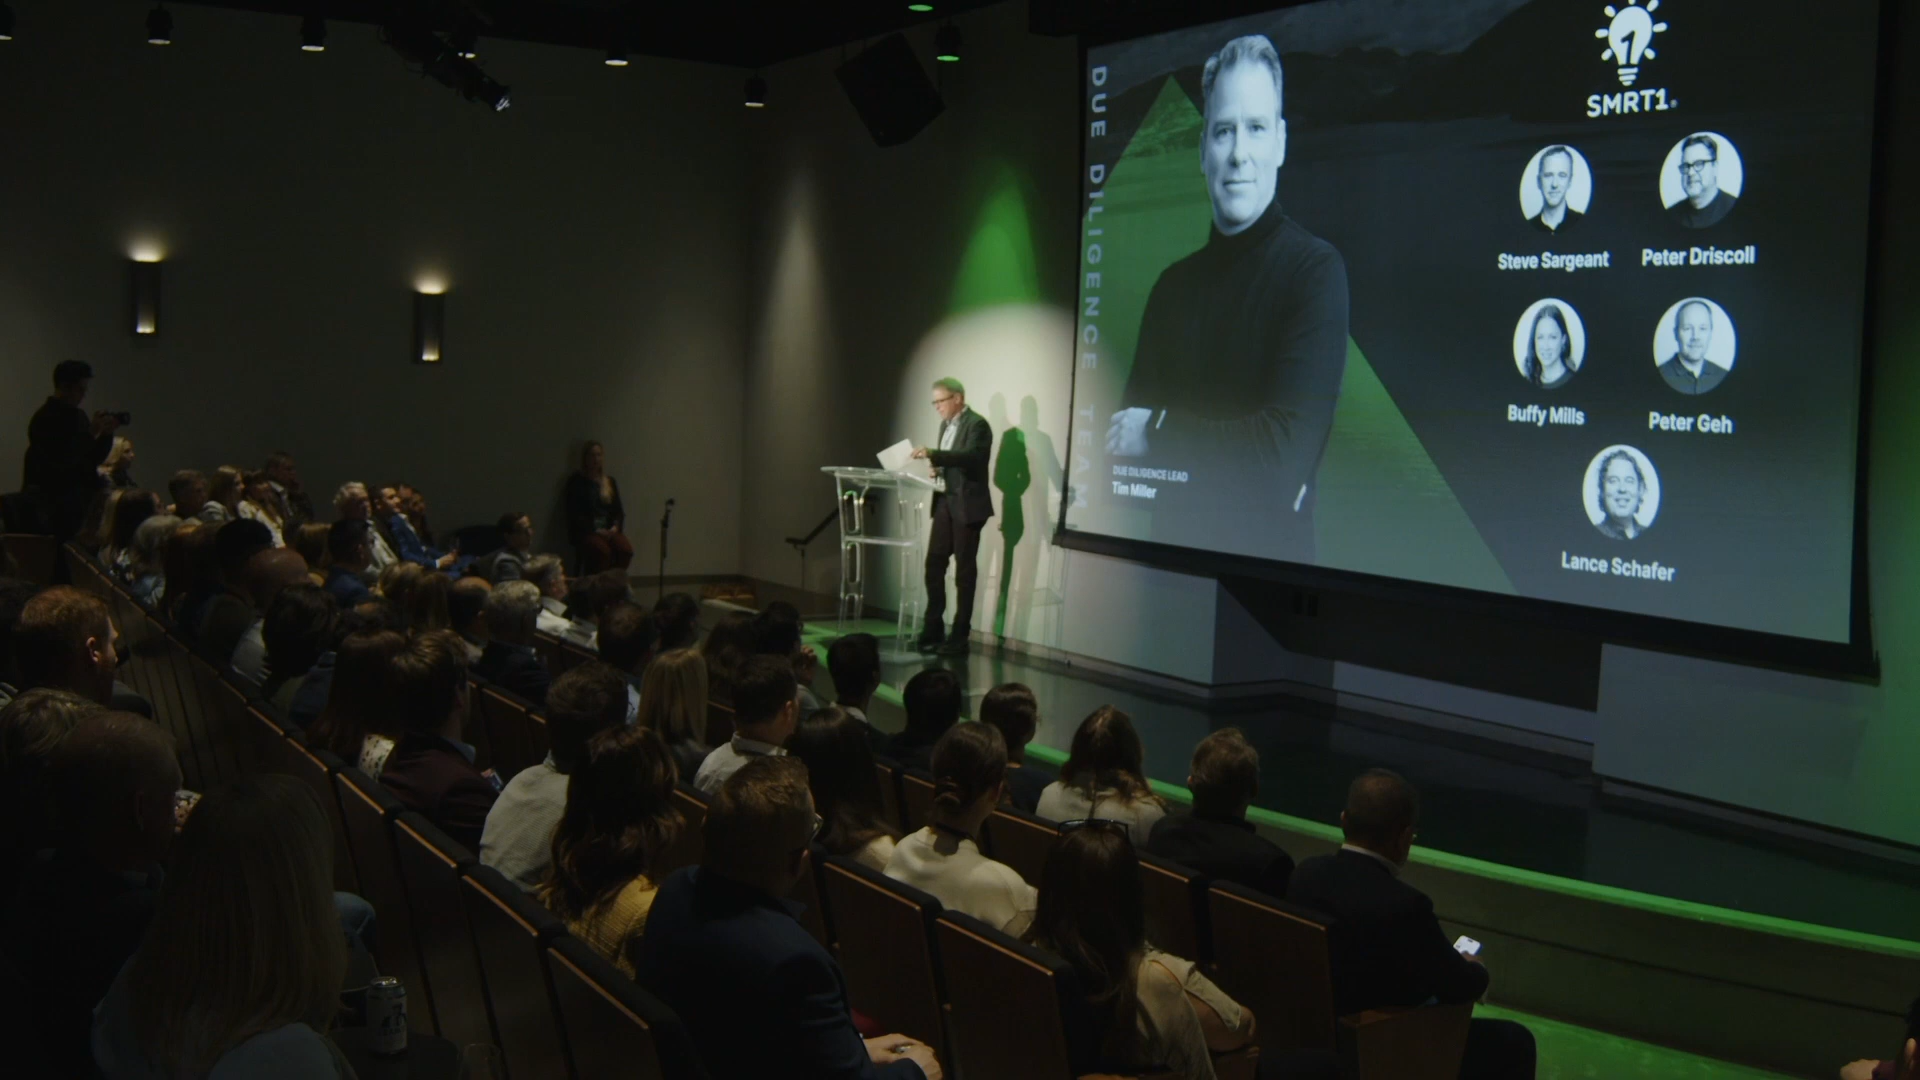 DUE DILIGENCE TEAM
DUE DILIGENCE LEAD
Tim Miller
1
SMRT1®
Steve Sargeant
Peter Driscoll
Buffy Mills
Peter Geh
Lance Schafer